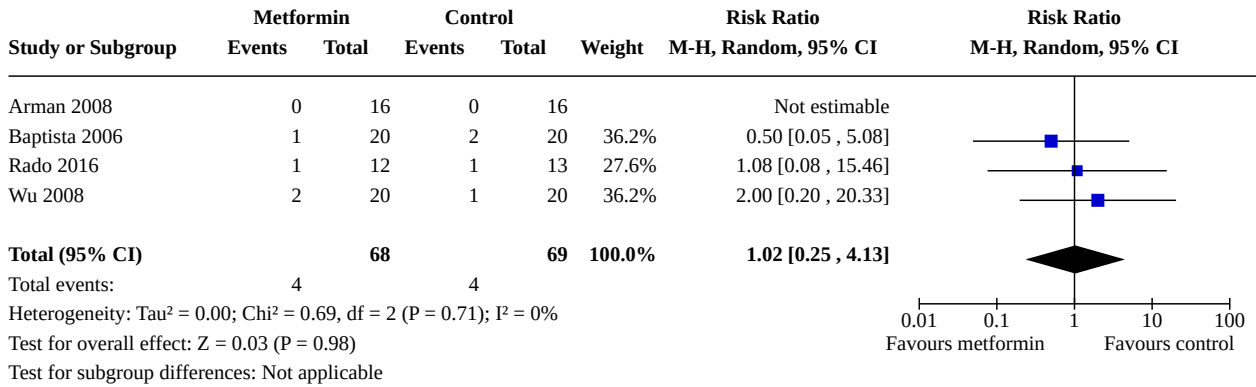 Metformin Control Risk Ratio Risk Ratio
Study or Subgroup Events Total Events Total Weight M-H, Random, 95% CI M-H, Random, 95% CI
Arman 2008 0 16 0 16 Not estimable
Baptista 2006 1 20 2 20 36.2% 0.50 [0.05 , 5.08]
Rado 2016 1 12 1 13 27.6% 1.08 [0.08 , 15.46]
Wu 2008 2 20 1 20 36.2% 2.00 [0.20 , 20.33]
Total (95% CI) 68 69 100.0% 1.02 [0.25 , 4.13]
Total events: 4 4
Heterogeneity: Tau² = 0.00; Chi² = 0.69, df = 2 (P = 0.71); I² = 0%
0.01 0.1 1 10 100
Test for overall effect: Z = 0.03 (P = 0.98)
Favours metformin Favours control
Test for subgroup differences: Not applicable